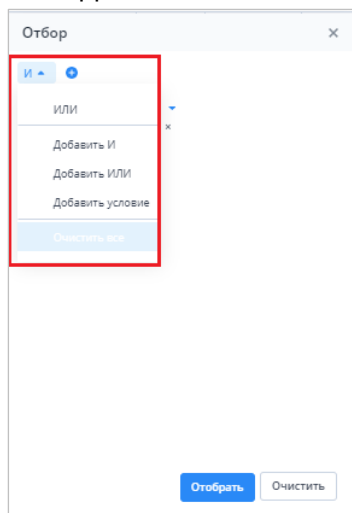 Отбор ×
И
ИЛИ
×
Добавить И
Добавить ИЛИ
Добавить условие
Очистить все
Отобрать Очистить